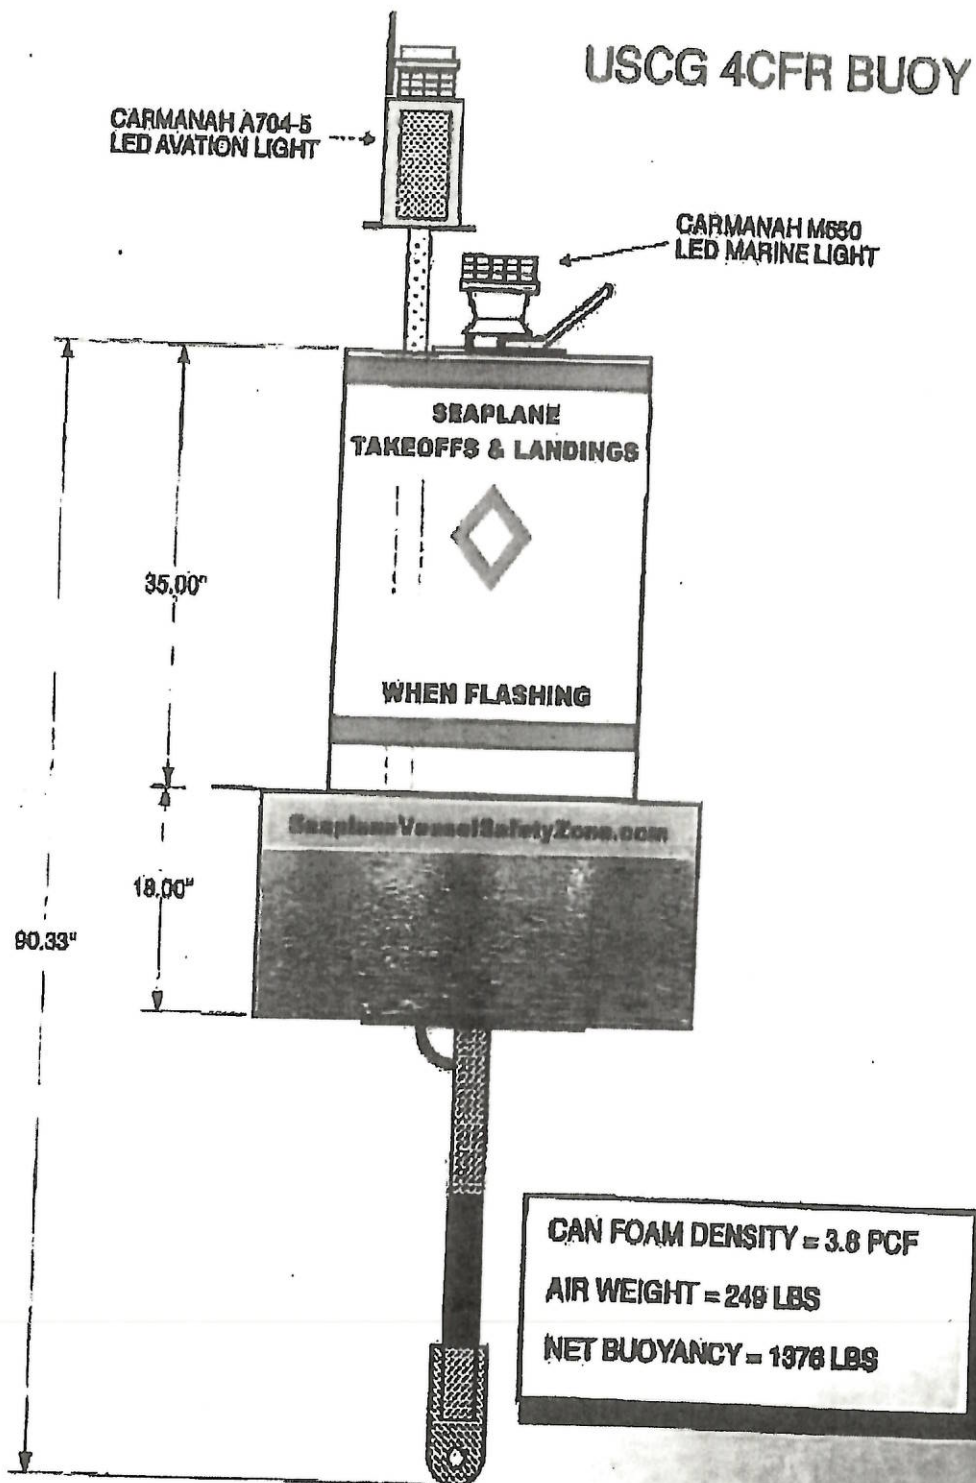 USCG 4CFR BUOY
CARMANAH A704-5
LED AVATION LIGHT
CARMANAH M650
LED MARINE LIGHT
SEAPLANE
TAKEOFFS & LANDINGS
35.00"
WHEN FLASHING
SeaplaneVesselSafetyZone.com
18.00"
90.33"
CAN FOAM DENSITY = 3.8 PCF
AIR WEIGHT = 249 LBS
NET BUOYANCY = 1376 LBS